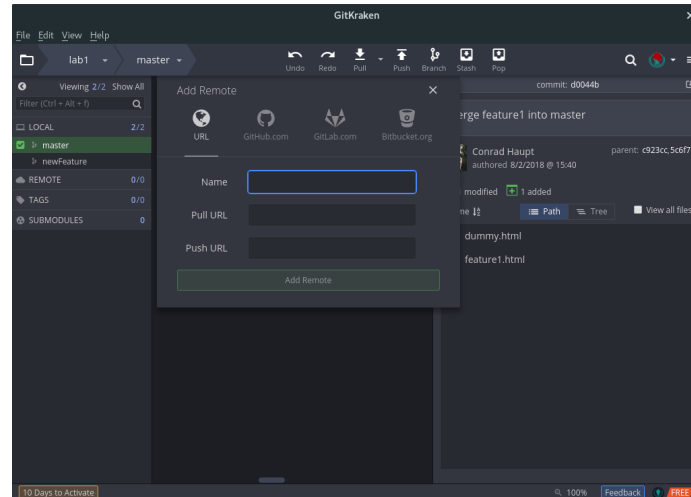 GitKraken
File Edit View Help
lab1 master
Undo Redo Pull Push Branch Stash Pop
Viewing 2/2 Show All
Filter (Ctrl + Alt + f)
LOCAL 2/2
master
newFeature
REMOTE 0/0
TAGS 0/0
SUBMODULES 0
Add Remote
URL GitHub.com GitLab.com Bitbucket.org
Name
Pull URL
Push URL
Add Remote
commit: d0044b
erge feature1 into master
Conrad Haupt
authored 8/2/2018 @ 15:40
parent: c923cc,5c6f7
modified 1 added
me Path Tree View all files
dummy.html
feature1.html
10 Days to Activate
100% Feedback FREE